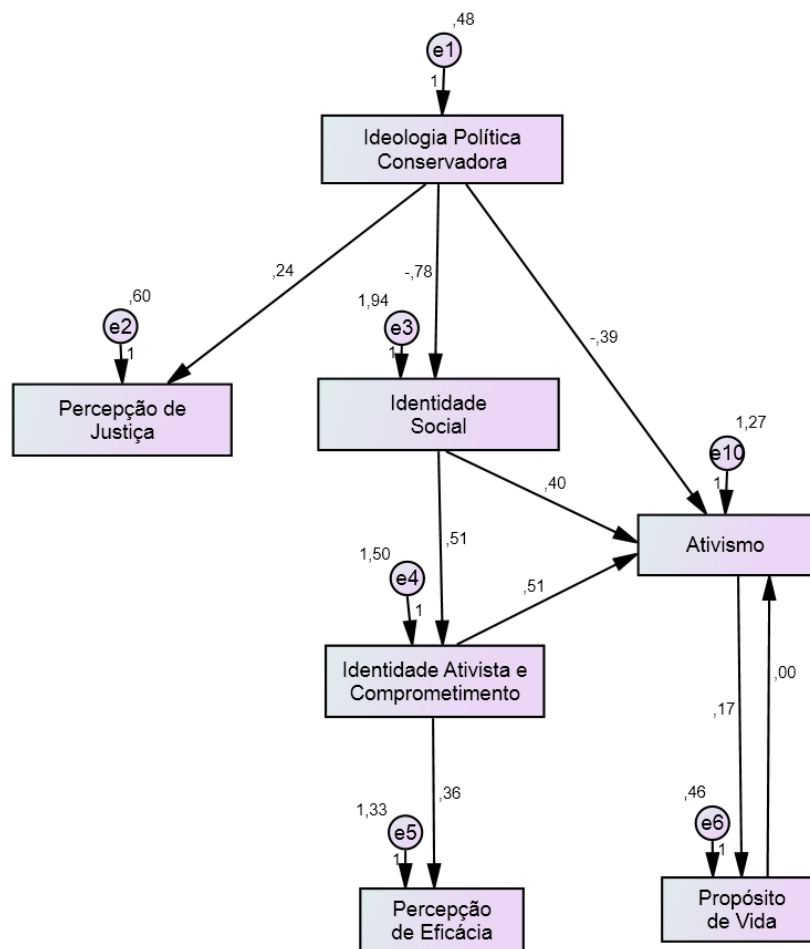 ,48
e1
1
Ideologia Política
Conservadora
,24
-,78
-,39
,60
e2
1
1,94
e3
1
Percepção de
Justiça
Identidade
Social
1,27
e10
1
,40
Ativismo
,51
1,50
e4
1
,51
Identidade Ativista e
Comprometimento
,00
,17
,36
1,33
e5
1
,46
e6
1
Percepção
de Eficácia
Propósito
de Vida